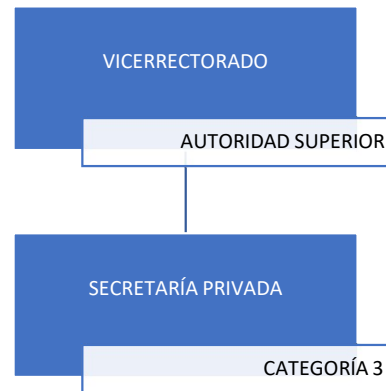 VICERRECTORADO
AUTORIDAD SUPERIOR
SECRETARÍA PRIVADA
CATEGORÍA 3